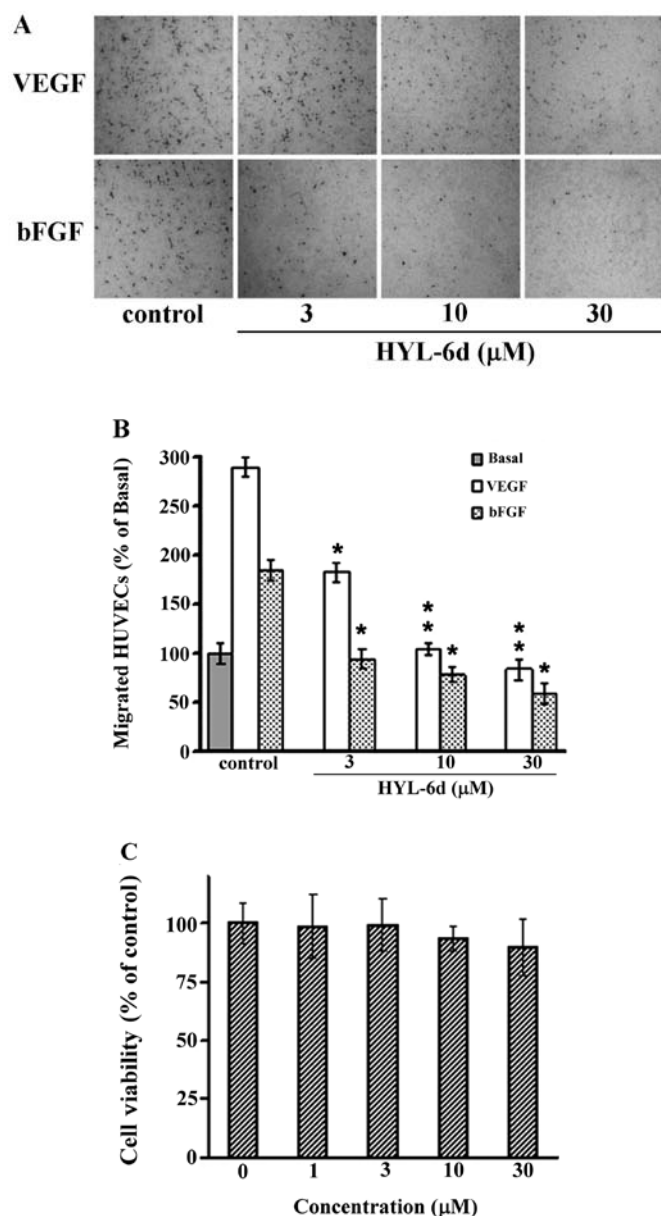 A
VEGF
bFGF
control 3 10 30
HYL-6d (μM)
B
Migrated HUVECs (% of Basal)
300
250
200
150
100
50
0
Basal
VEGF
bFGF
*
*
*
*
*
*
*
*
control 3 10 30
HYL-6d (μM)
C
Cell viability (% of control)
100
75
50
25
0
0 1 3 10 30
Concentration (μM)